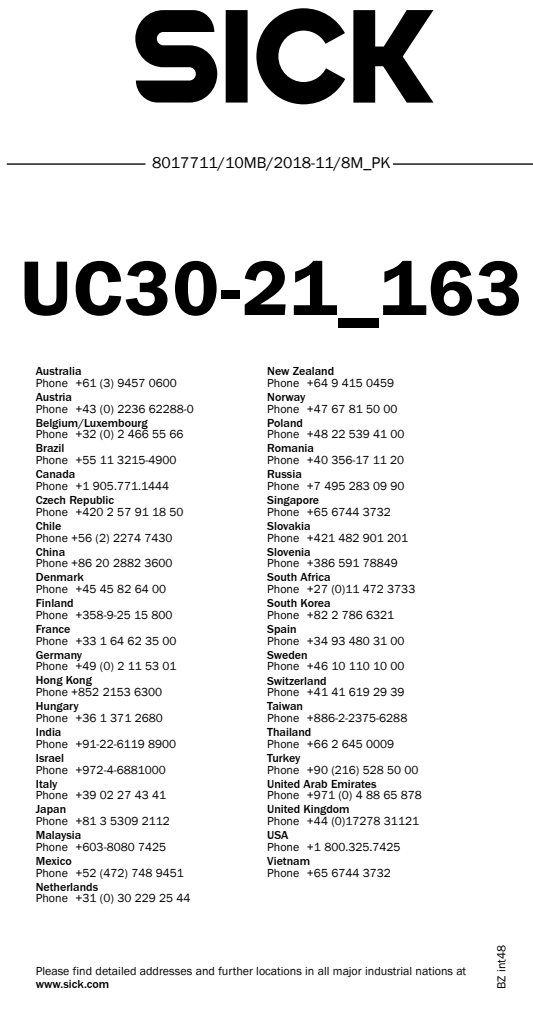 SICK
8017711/10MB/2018-11/8M_PK
UC30-21_163
Australia
Phone +61 (3) 9457 0600
Austria
Phone +43 (0) 2236 62288-0
Belgium/Luxembourg
Phone +32 (0) 2 466 55 66
Brazil
Phone +55 11 3215-4900
Canada
Phone +1 905.771.1444
Czech Republic
Phone +420 2 57 91 18 50
Chile
Phone +56 (2) 2274 7430
China
Phone +86 20 2882 3600
Denmark
Phone +45 45 82 64 00
Finland
Phone +358-9-25 15 800
France
Phone +33 1 64 62 35 00
Germany
Phone +49 (0) 2 11 53 01
Hong Kong
Phone +852 2153 6300
Hungary
Phone +36 1 371 2680
India
Phone +91-22-6119 8900
Israel
Phone +972-4-6881000
Italy
Phone +39 02 27 43 41
Japan
Phone +81 3 5309 2112
Malaysia
Phone +603-8080 7425
Mexico
Phone +52 (472) 748 9451
Netherlands
Phone +31 (0) 30 229 25 44
New Zealand
Phone +64 9 415 0459
Norway
Phone +47 67 81 50 00
Poland
Phone +48 22 539 41 00
Romania
Phone +40 356-17 11 20
Russia
Phone +7 495 283 09 90
Singapore
Phone +65 6744 3732
Slovakia
Phone +421 482 901 201
Slovenia
Phone +386 591 78849
South Africa
Phone +27 (0)11 472 3733
South Korea
Phone +82 2 786 6321
Spain
Phone +34 93 480 31 00
Sweden
Phone +46 10 110 10 00
Switzerland
Phone +41 41 619 29 39
Taiwan
Phone +886-2-2375-6288
Thailand
Phone +66 2 645 0009
Turkey
Phone +90 (216) 528 50 00
United Arab Emirates
Phone +971 (0) 4 88 65 878
United Kingdom
Phone +44 (0)17278 31121
USA
Phone +1 800.325.7425
Vietnam
Phone +65 6744 3732
Please find detailed addresses and further locations in all major industrial nations at
www.sick.com
BZ int48